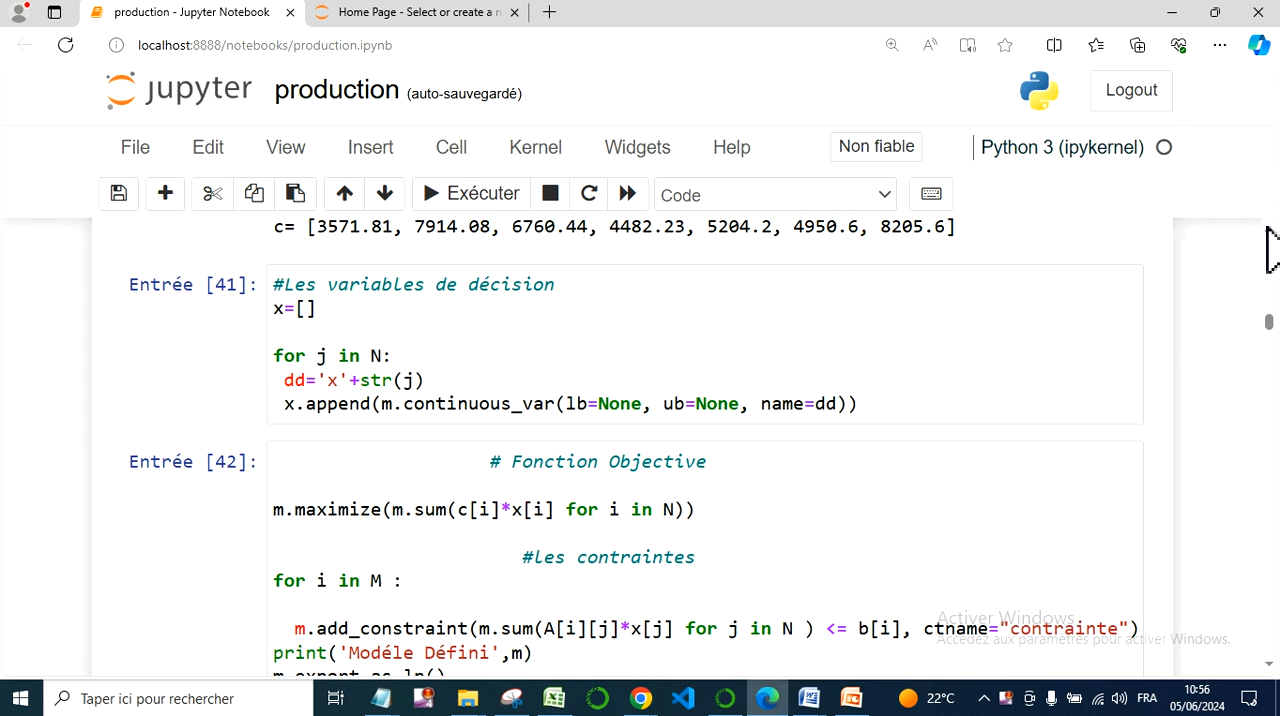 production - Jupyter Notebook
Home Page - Select or create a n
localhost:8888/notebooks/production.ipynb
jupyter production (auto-sauvegardé)
Logout
File Edit View Insert Cell Kernel Widgets Help Non fiable Python 3 (ipykernel)
Exécuter Code
c= [3571.81, 7914.08, 6760.44, 4482.23, 5204.2, 4950.6, 8205.6]
Entrée [41]: #Les variables de décision
x=[]
for j in N:
dd='x'+str(j)
x.append(m.continuous_var(lb=None, ub=None, name=dd))
Entrée [42]: # Fonction Objective
m.maximize(m.sum(c[i]*x[i] for i in N))
#les contraintes
for i in M :
m.add_constraint(m.sum(A[i][j]*x[j] for j in N ) <= b[i], ctname="contrainte")
print('Modéle Défini',m)
m.export_as_lp()
Activer Windows
Accédez aux paramètres pour activer Windows.
Taper ici pour rechercher
22°C
FRA
10:56
05/06/2024